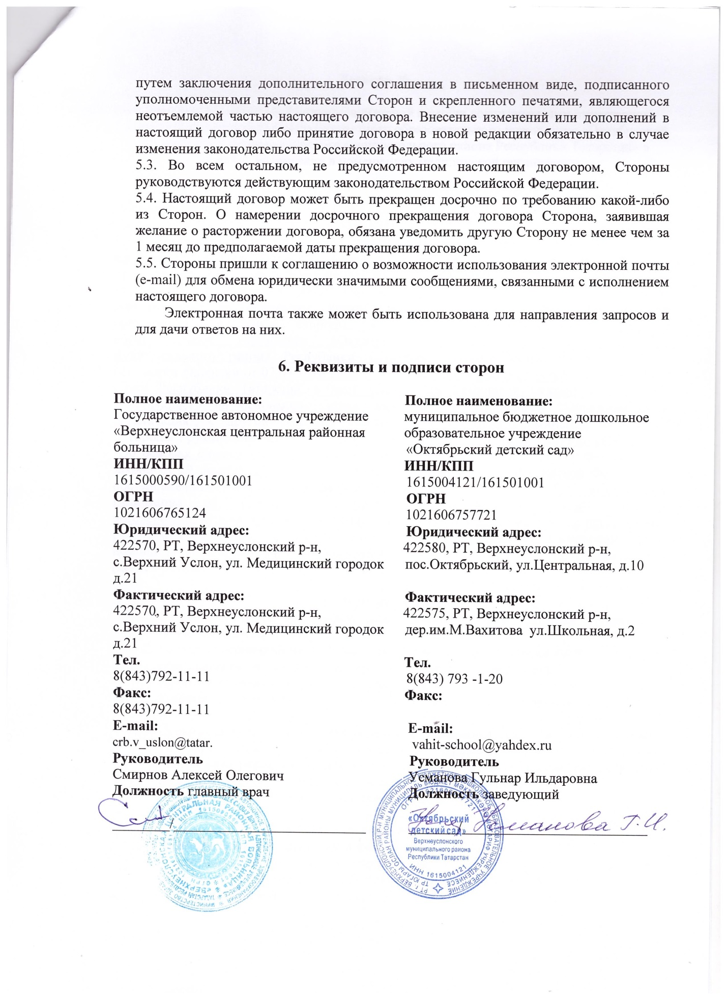 путем заключения дополнительного соглашения в письменном виде, подписанного
уполномоченными представителями Сторон и скрепленного печатями, являющегося
неотъемлемой частью настоящего договора. Внесение изменений или дополнений в
настоящий договор либо принятие договора в новой редакции обязательно в случае
изменения законодательства Российской Федерации.
5.3. Во всем остальном, не предусмотренном настоящим договором, Стороны
руководствуются действующим законодательством Российской Федерации.
5.4. Настоящий договор может быть прекращен досрочно по требованию какой-либо
из Сторон. О намерении досрочного прекращения договора Сторона, заявившая
желание о расторжении договора, обязана уведомить другую Сторону не менее чем за
1 месяц до предполагаемой даты прекращения договора.
5.5. Стороны пришли к соглашению о возможности использования электронной почты
(e-mail) для обмена юридически значимыми сообщениями, связанными с исполнением
настоящего договора.
Электронная почта также может быть использована для направления запросов и
для дачи ответов на них.
6. Реквизиты и подписи сторон
Полное наименование:
Государственное автономное учреждение
«Верхнеуслонская центральная районная
больница»
ИНН/КПП
1615000590/161501001
ОГРН
1021606765124
Юридический адрес:
422570, РТ, Верхнеуслонский р-н,
с.Верхний Услон, ул. Медицинский городок
д.21
Фактический адрес:
422570, РТ, Верхнеуслонский р-н,
с.Верхний Услон, ул. Медицинский городок
д.21
Тел.
8(843)792-11-11
Факс:
8(843)792-11-11
E-mail:
crb.v_uslon@tatar.
Руководитель
Смирнов Алексей Олегович
Должность главный врач
Полное наименование:
муниципальное бюджетное дошкольное
образовательное учреждение
«Октябрьский детский сад»
ИНН/КПП
1615004121/161501001
ОГРН
1021606757721
Юридический адрес:
422580, РТ, Верхнеуслонский р-н,
пос.Октябрьский, ул.Центральная, д.10
Фактический адрес:
422575, РТ, Верхнеуслонский р-н,
дер.им.М.Вахитова ул.Школьная, д.2
Тел.
8(843) 793 -1-20
Факс:
E-mail:
vahit-school@yahdex.ru
Руководитель
Усманова Гульнар Ильдаровна
Должность заведующий
Усманова Г.И.
«Октябрьский
детский сад»
Верхнеуслонского
муниципального района
Республики Татарстан
ИНН 1615004121